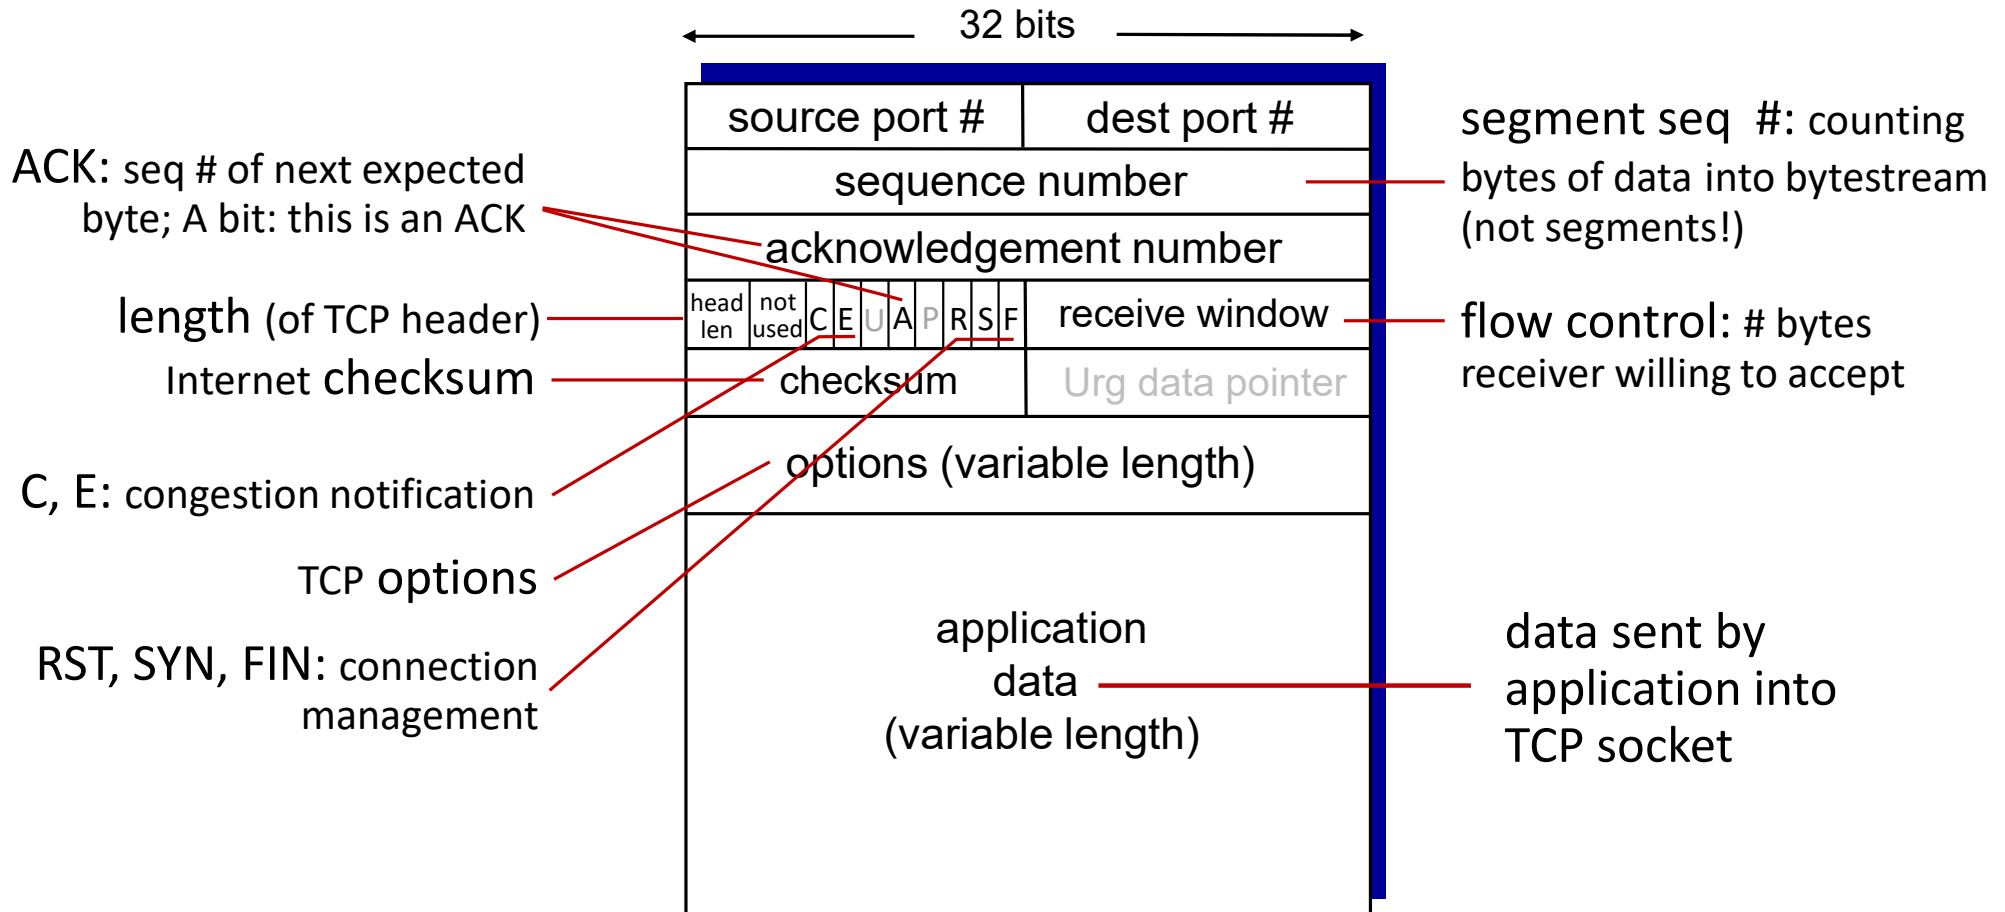 32 bits
source port #
dest port #
segment seq  #: counting
bytes of data into bytestream
(not segments!)
ACK: seq # of next expected
byte; A bit: this is an ACK
sequence number
acknowledgement number
length (of TCP header)
head
len
not
used
C
E
U
A
P
R
S
F
receive window
flow control: # bytes
receiver willing to accept
Internet checksum
checksum
Urg data pointer
options (variable length)
C, E: congestion notification
TCP options
RST, SYN, FIN: connection
management
application
data
(variable length)
data sent by
application into
TCP socket